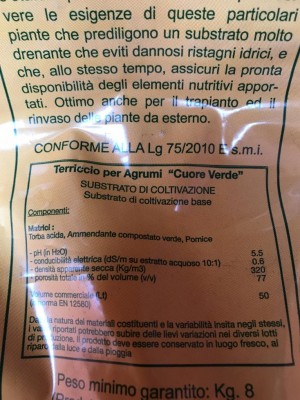 vere le esigenze di queste particolari
piante che prediligono un substrato molto
drenante che eviti dannosi ristagni idrici, e
che, allo stesso tempo, assicuri la pronta
disponibilità degli elementi nutritivi appor-
tati. Ottimo anche per il trapianto ed il
rinvaso delle piante da esterno.
CONFORME ALLA Lg 75/2010 E s.m.i.
Terriccio per Agrumi "Cuore Verde"
SUBSTRATO DI COLTIVAZIONE
Substrato di coltivazione base
Componenti:
Matrici:
Torba acida, Ammendante compostato verde, Pomice
- pH (in H2O) 5.5
- conducibilità elettrica (dS/m su estratto acquoso 10:1) 0.6
- densità apparente secca (Kg/m3) 320
- porosità totale in % del volume (v/v) 77
Volume commerciale (Lt) 50
(norma EN 12580)
natura dei materiali costituenti e la variabilità insita negli stessi,
i riportati potrebbero subire delle lievi variazioni nei diversi lotti
di produzione. Il prodotto deve essere conservato in luogo fresco, al
riparo dalla luce e dalla pioggia
Peso minimo garantito: Kg. 8